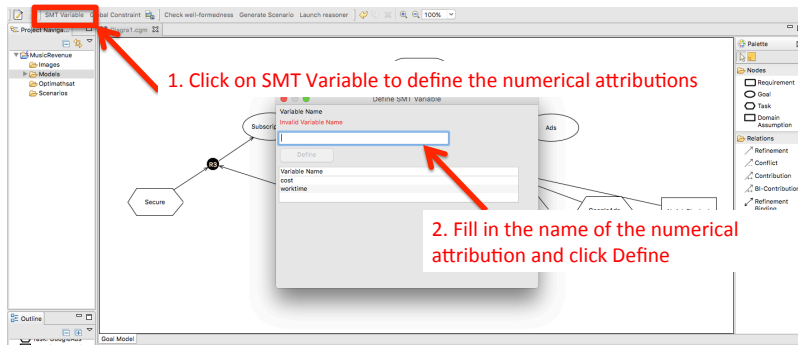 SMT Variable Global Constraint Check well-formedness Generate Scenario Launch reasoner 100%
Project Navigat...
diagra1.cgm
Palette
MusicRevenue
Images
Models
Optimathsat
Scenarios
1. Click on SMT Variable to define the numerical attributions
Define SMT Variable
Variable Name
Invalid Variable Name
Define
Variable Name
cost
worktime
Subscrip
Ads
R3
Secure
2. Fill in the name of the numerical
attribution and click Define
Nodes
Requirement
Goal
Task
Domain
Assumption
Relations
Refinement
Conflict
Contribution
Bi-Contribution
Refinement
Binding
Outline
Task: GoogleAds
Goal Model